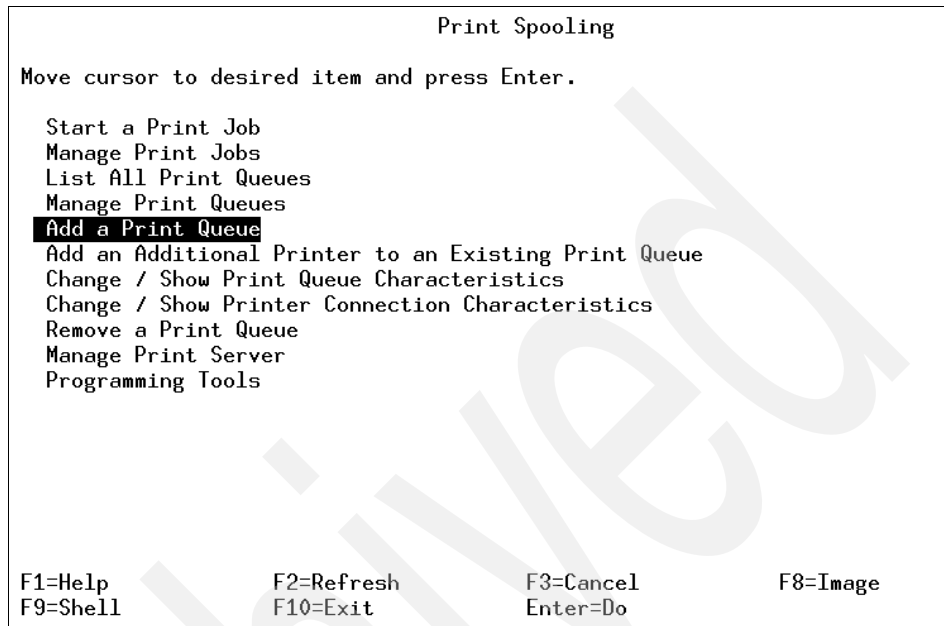 Print Spooling
Move cursor to desired item and press Enter.
Start a Print Job
Manage Print Jobs
List All Print Queues
Manage Print Queues
Add a Print Queue
Add an Additional Printer to an Existing Print Queue
Change / Show Print Queue Characteristics
Change / Show Printer Connection Characteristics
Remove a Print Queue
Manage Print Server
Programming Tools
F1=Help F2=Refresh F3=Cancel F8=Image
F9=Shell F10=Exit Enter=Do